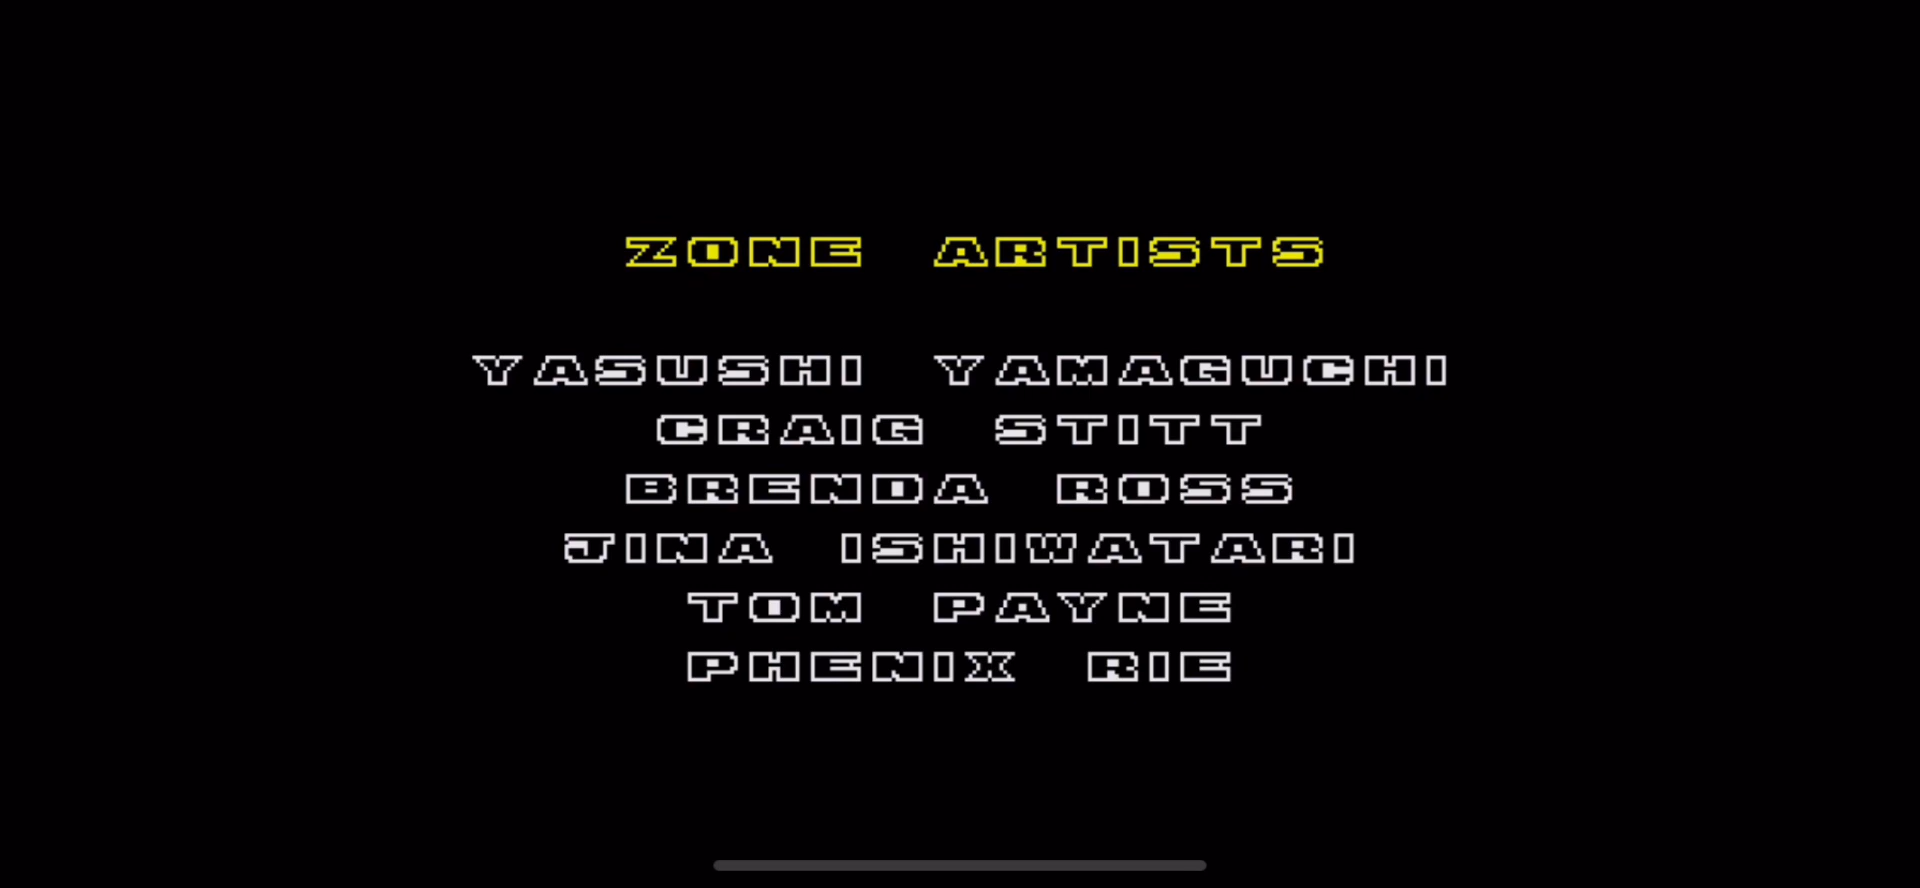 ZONE ARTISTS
YASUSHI YAMAGUCHI
CRAIG STITT
BRENDA ROSS
JINA ISHIWATARI
TOM PAYNE
PHENIX RIE